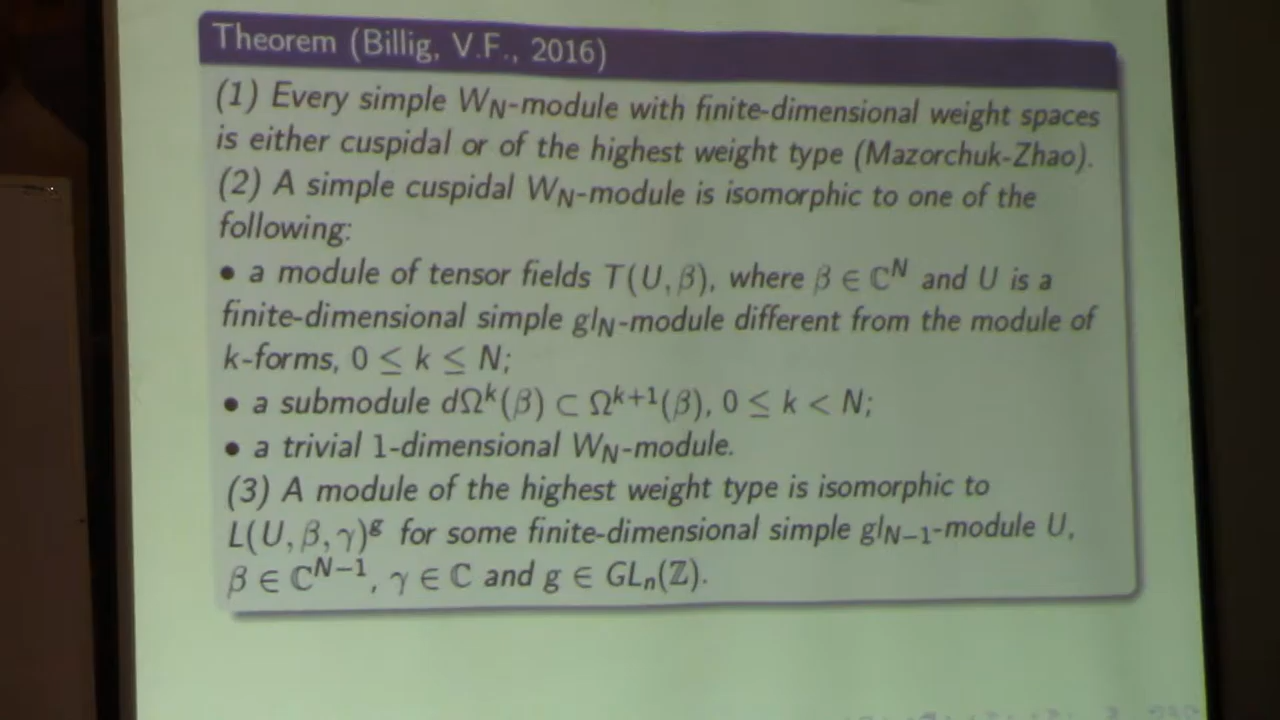 Theorem (Billig, V.F., 2016)
(1) Every simple W_N-module with finite-dimensional weight spaces
is either cuspidal or of the highest weight type (Mazorchuk-Zhao).
(2) A simple cuspidal W_N-module is isomorphic to one of the
following:
• a module of tensor fields T(U, β), where β ∈ ℂ^N and U is a
finite-dimensional simple gl_N-module different from the module of
k-forms, 0 ≤ k ≤ N;
• a submodule dΩ^k(β) ⊂ Ω^{k+1}(β), 0 ≤ k < N;
• a trivial 1-dimensional W_N-module.
(3) A module of the highest weight type is isomorphic to
L(U, β, γ)^g for some finite-dimensional simple gl_{N−1}-module U,
β ∈ ℂ^{N−1}, γ ∈ ℂ and g ∈ GL_n(ℤ).